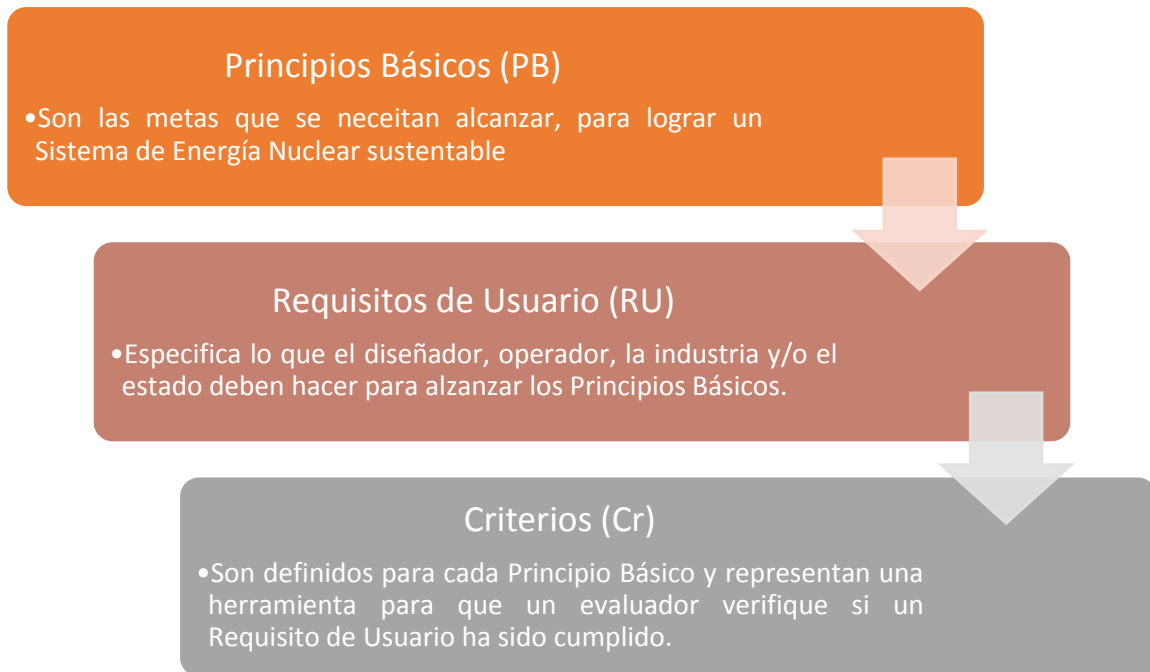 Principios Básicos (PB)
•Son las metas que se neceitan alcanzar, para lograr un
Sistema de Energía Nuclear sustentable
Requisitos de Usuario (RU)
•Especifica lo que el diseñador, operador, la industria y/o el
estado deben hacer para alzanzar los Principios Básicos.
Criterios (Cr)
•Son definidos para cada Principio Básico y representan una
herramienta para que un evaluador verifique si un
Requisito de Usuario ha sido cumplido.